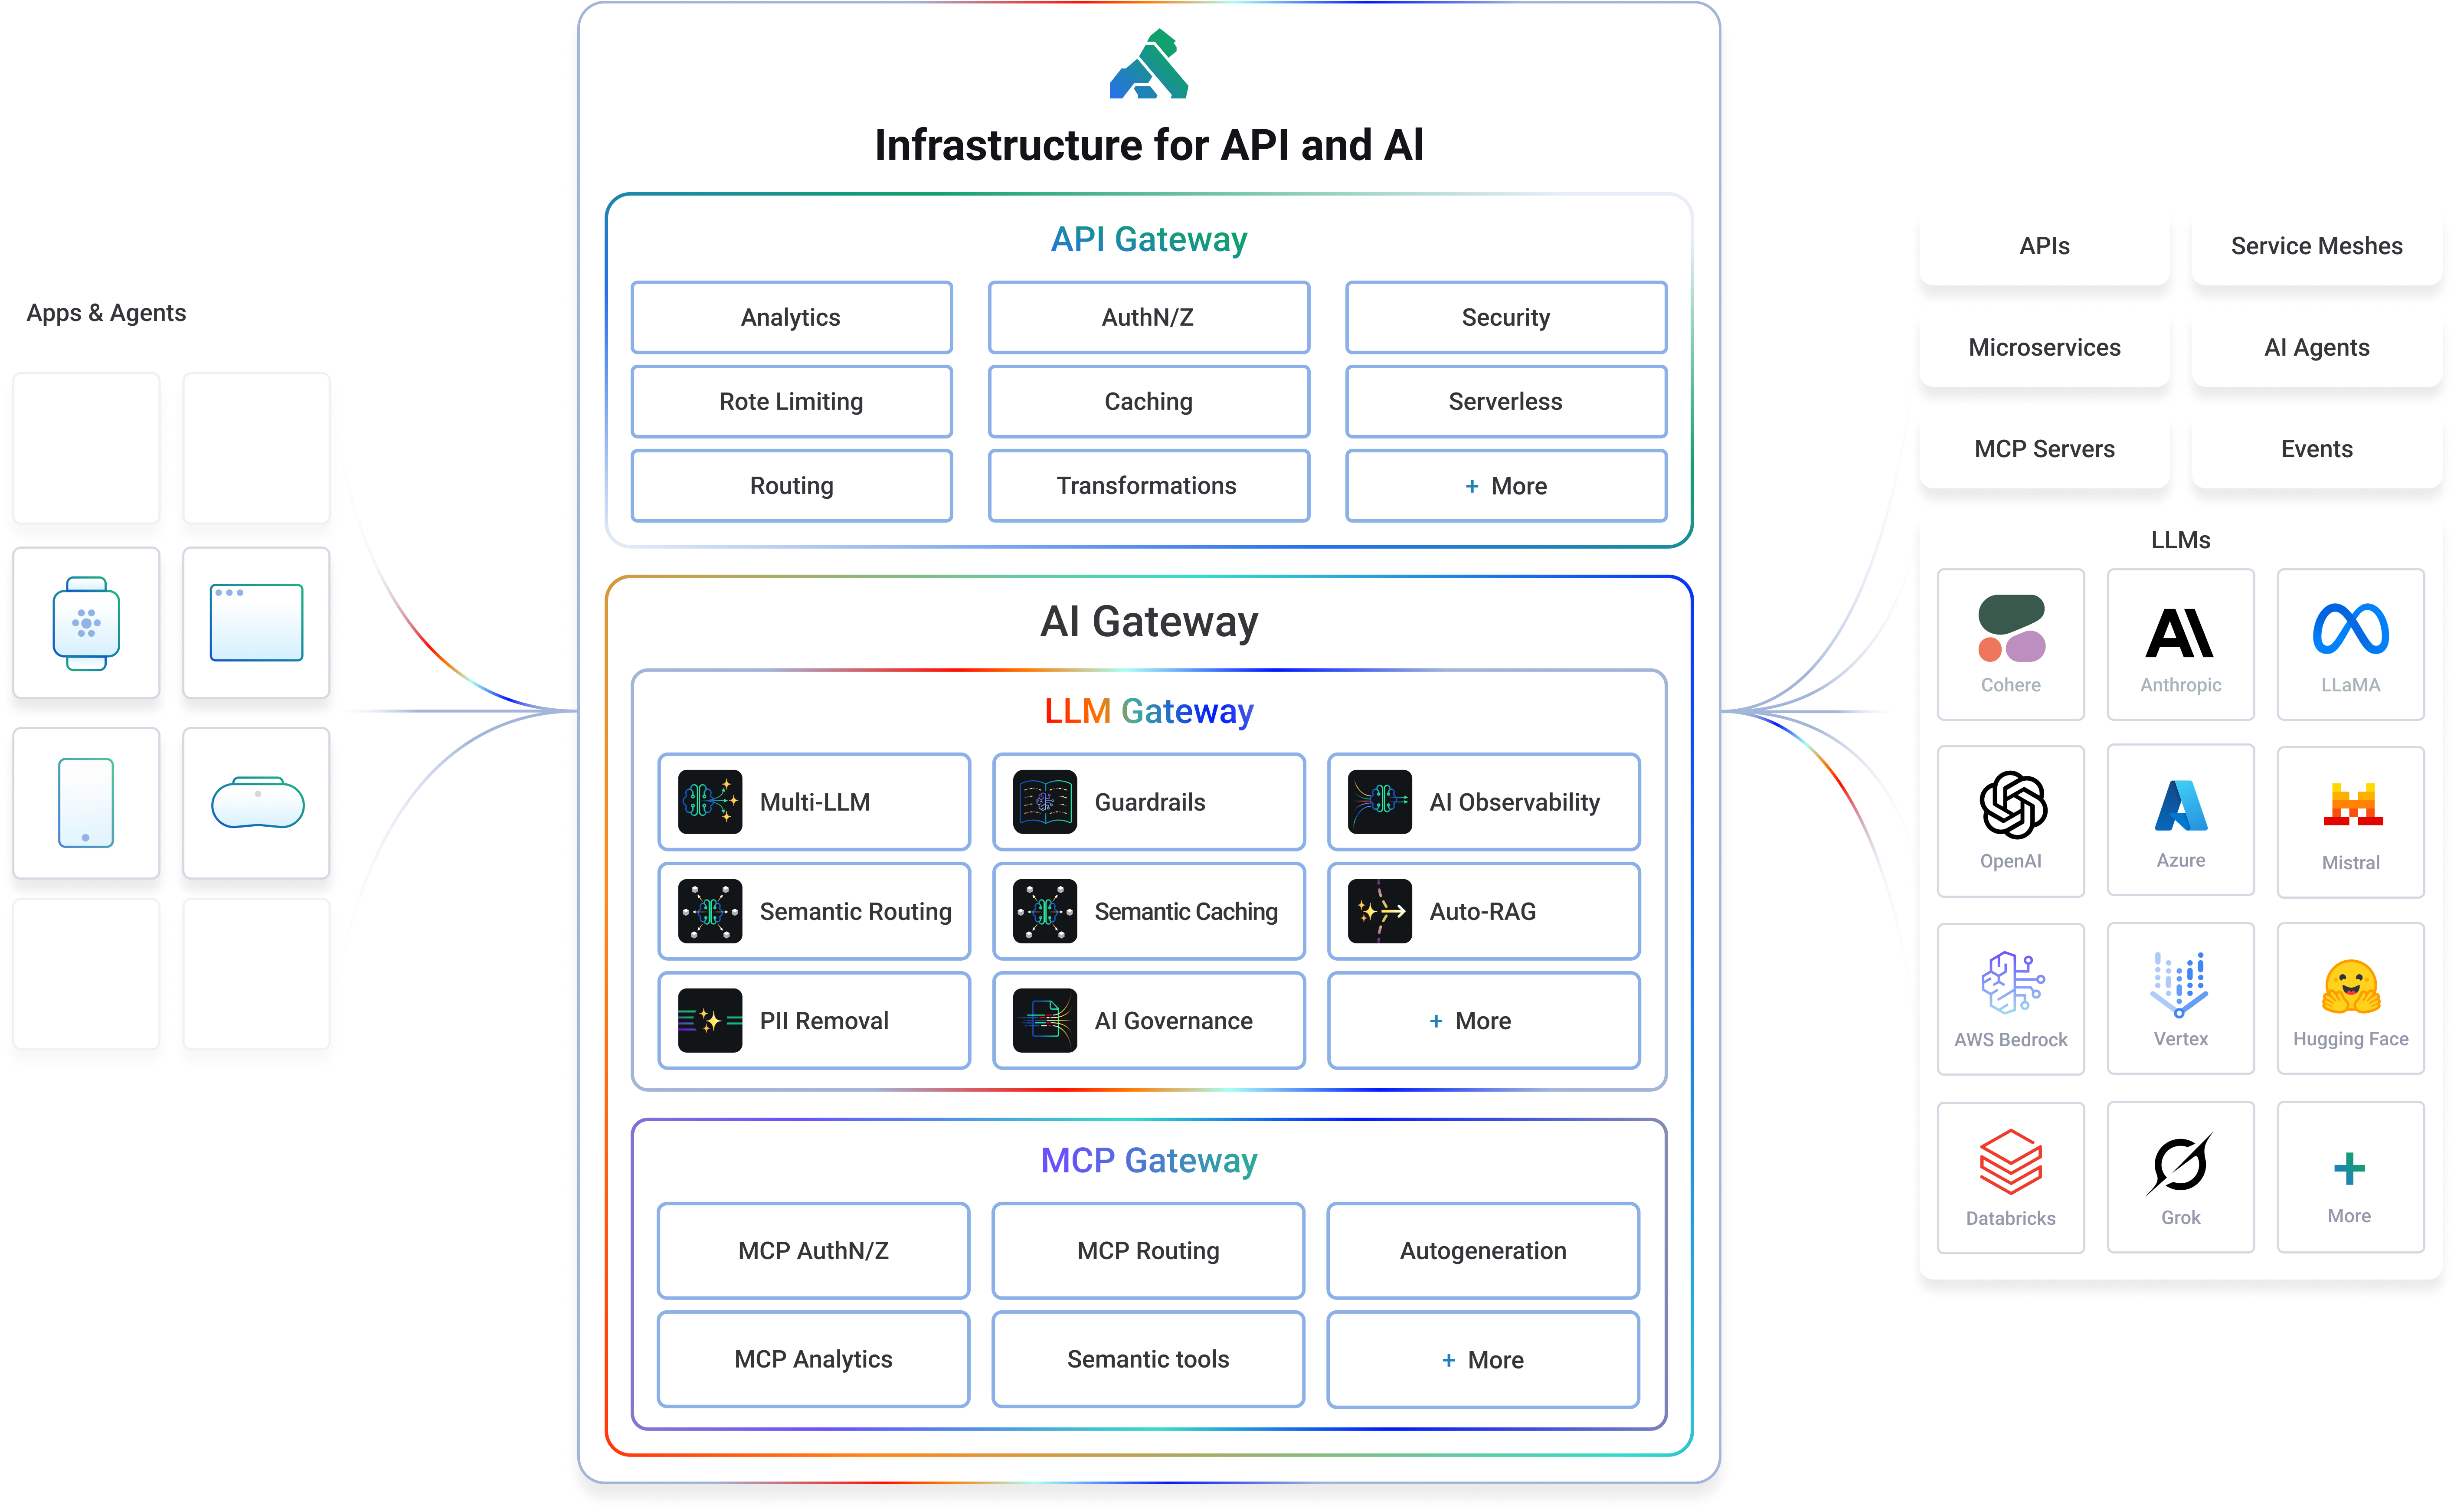 Apps & Agents
Infrastructure for API and AI
API Gateway
Analytics
AuthN/Z
Security
Rote Limiting
Caching
Serverless
Routing
Transformations
+ More
AI Gateway
LLM Gateway
Multi-LLM
Guardrails
AI Observability
Semantic Routing
Semantic Caching
Auto-RAG
PII Removal
AI Governance
+ More
MCP Gateway
MCP AuthN/Z
MCP Routing
Autogeneration
MCP Analytics
Semantic tools
+ More
APIs
Service Meshes
Microservices
AI Agents
MCP Servers
Events
LLMs
Cohere
Anthropic
LLaMA
OpenAI
Azure
Mistral
AWS Bedrock
Vertex
Hugging Face
Databricks
Grok
+
More